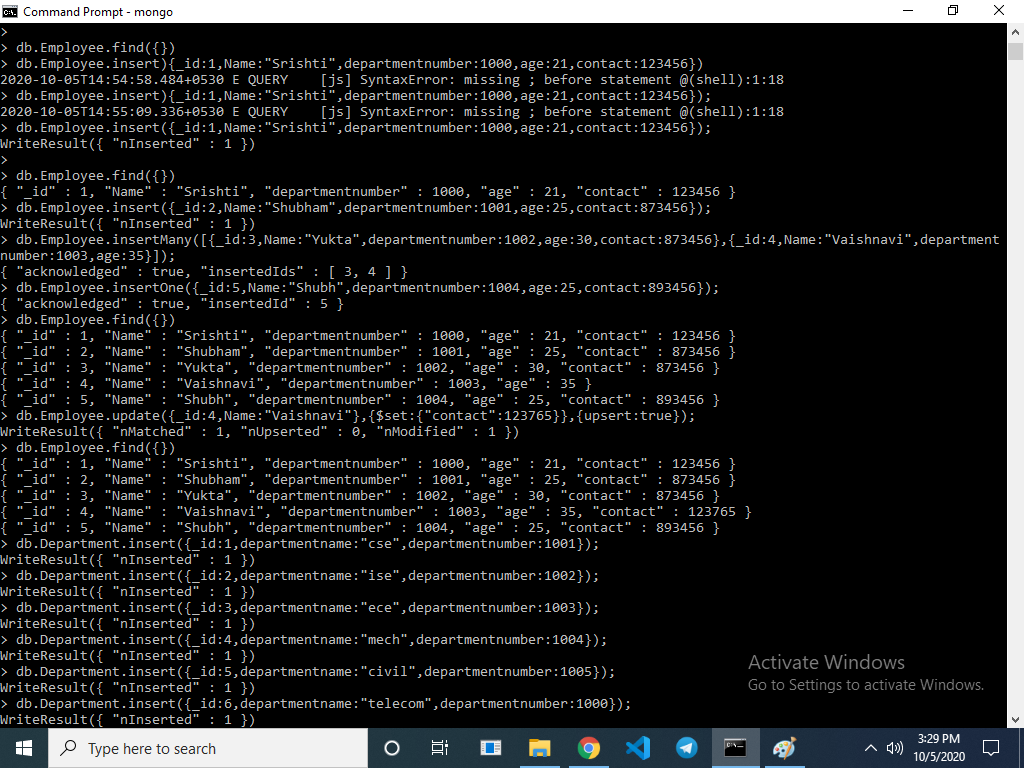 Command Prompt - mongo
>
> db.Employee.find({})
> db.Employee.insert){_id:1,Name:"Srishti",departmentnumber:1000,age:21,contact:123456})
2020-10-05T14:54:58.484+0530 E QUERY    [js] SyntaxError: missing ; before statement @(shell):1:18
> db.Employee.insert){_id:1,Name:"Srishti",departmentnumber:1000,age:21,contact:123456});
2020-10-05T14:55:09.336+0530 E QUERY    [js] SyntaxError: missing ; before statement @(shell):1:18
> db.Employee.insert({_id:1,Name:"Srishti",departmentnumber:1000,age:21,contact:123456});
WriteResult({ "nInserted" : 1 })
>
> db.Employee.find({})
{ "_id" : 1, "Name" : "Srishti", "departmentnumber" : 1000, "age" : 21, "contact" : 123456 }
> db.Employee.insert({_id:2,Name:"Shubham",departmentnumber:1001,age:25,contact:873456});
WriteResult({ "nInserted" : 1 })
> db.Employee.insertMany([{_id:3,Name:"Yukta",departmentnumber:1002,age:30,contact:873456},{_id:4,Name:"Vaishnavi",department
number:1003,age:35}]);
{ "acknowledged" : true, "insertedIds" : [ 3, 4 ] }
> db.Employee.insertOne({_id:5,Name:"Shubh",departmentnumber:1004,age:25,contact:893456});
{ "acknowledged" : true, "insertedId" : 5 }
> db.Employee.find({})
{ "_id" : 1, "Name" : "Srishti", "departmentnumber" : 1000, "age" : 21, "contact" : 123456 }
{ "_id" : 2, "Name" : "Shubham", "departmentnumber" : 1001, "age" : 25, "contact" : 873456 }
{ "_id" : 3, "Name" : "Yukta", "departmentnumber" : 1002, "age" : 30, "contact" : 873456 }
{ "_id" : 4, "Name" : "Vaishnavi", "departmentnumber" : 1003, "age" : 35 }
{ "_id" : 5, "Name" : "Shubh", "departmentnumber" : 1004, "age" : 25, "contact" : 893456 }
> db.Employee.update({_id:4,Name:"Vaishnavi"},{$set:{"contact":123765}},{upsert:true});
WriteResult({ "nMatched" : 1, "nUpserted" : 0, "nModified" : 1 })
> db.Employee.find({})
{ "_id" : 1, "Name" : "Srishti", "departmentnumber" : 1000, "age" : 21, "contact" : 123456 }
{ "_id" : 2, "Name" : "Shubham", "departmentnumber" : 1001, "age" : 25, "contact" : 873456 }
{ "_id" : 3, "Name" : "Yukta", "departmentnumber" : 1002, "age" : 30, "contact" : 873456 }
{ "_id" : 4, "Name" : "Vaishnavi", "departmentnumber" : 1003, "age" : 35, "contact" : 123765 }
{ "_id" : 5, "Name" : "Shubh", "departmentnumber" : 1004, "age" : 25, "contact" : 893456 }
> db.Department.insert({_id:1,departmentname:"cse",departmentnumber:1001});
WriteResult({ "nInserted" : 1 })
> db.Department.insert({_id:2,departmentname:"ise",departmentnumber:1002});
WriteResult({ "nInserted" : 1 })
> db.Department.insert({_id:3,departmentname:"ece",departmentnumber:1003});
WriteResult({ "nInserted" : 1 })
> db.Department.insert({_id:4,departmentname:"mech",departmentnumber:1004});
WriteResult({ "nInserted" : 1 })
> db.Department.insert({_id:5,departmentname:"civil",departmentnumber:1005});
WriteResult({ "nInserted" : 1 })
> db.Department.insert({_id:6,departmentname:"telecom",departmentnumber:1000});
WriteResult({ "nInserted" : 1 })
Activate Windows
Go to Settings to activate Windows.
Type here to search
3:29 PM
10/5/2020